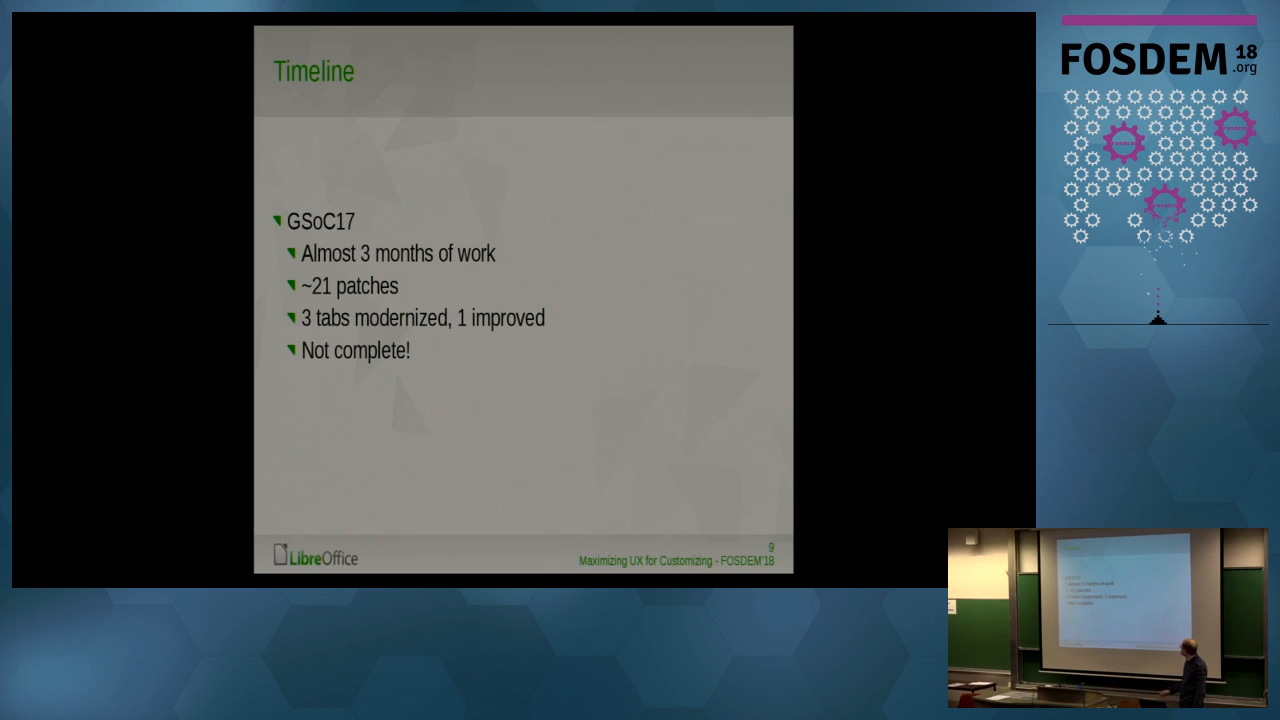 Timeline
GSoC17
Almost 3 months of work
~21 patches
3 tabs modernized, 1 improved
Not complete!
LibreOffice
9
Maximizing UX for Customizing - FOSDEM'18
FOSDEM 18
.org